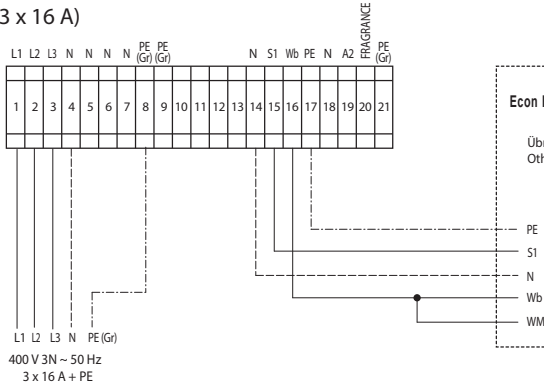 3 x 16 A)
L1 L2 L3 N N N N PE (Gr) PE (Gr) N S1 Wb PE N A2 FRAGRANCE PE (Gr)
1 2 3 4 5 6 7 8 9 10 11 12 13 14 15 16 17 18 19 20 21
Econ
PE
S1
N
Wb
WM
L1 L2 L3 N PE (Gr)
400 V 3N ~ 50 Hz
3 x 16 A + PE